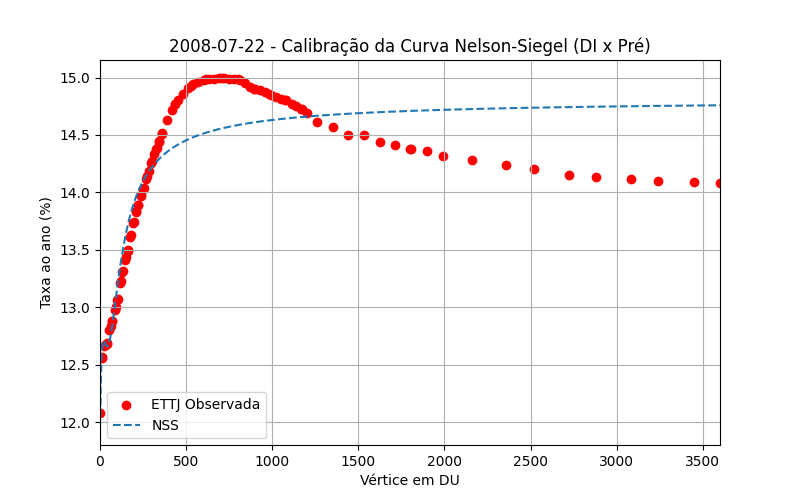 2008-07-22 - Calibração da Curva Nelson-Siegel (DI x Pré)
Taxa ao ano (%)
15.0
14.5
14.0
13.5
13.0
12.5
12.0
ETTJ Observada
NSS
0 500 1000 1500 2000 2500 3000 3500
Vértice em DU